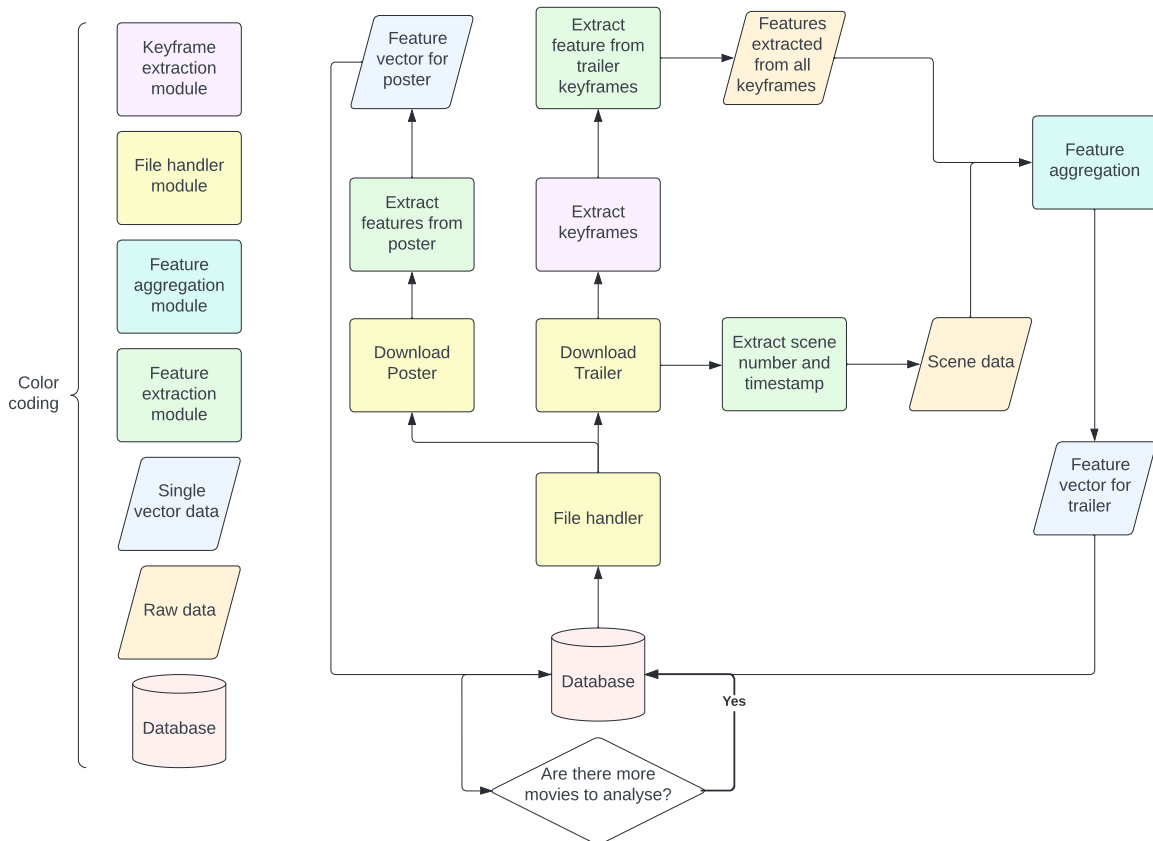 Color
coding
Keyframe
extraction
module
File handler
module
Feature
aggregation
module
Feature
extraction
module
Single
vector data
Raw data
Database
Feature
vector for
poster
Extract
features from
poster
Download
Poster
Extract
feature from
trailer
keyframes
Extract
keyframes
Download
Trailer
File handler
Database
Are there more
movies to analyse?
Yes
Features
extracted
from all
keyframes
Extract scene
number and
timestamp
Scene data
Feature
aggregation
Feature
vector for
trailer